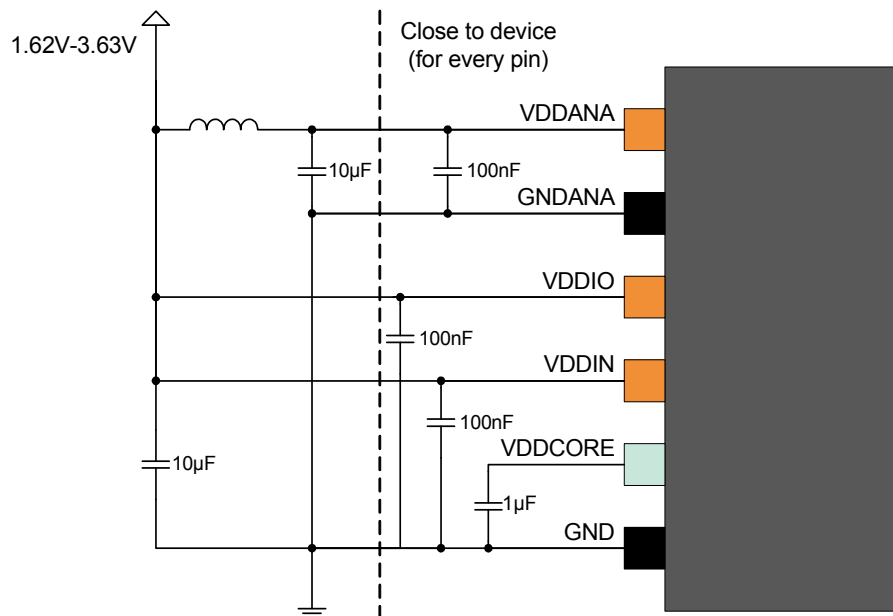 Close to device
(for every pin)
1.62V-3.63V
VDDANA
10µF
100nF
GNDANA
VDDIO
100nF
VDDIN
100nF
VDDCORE
10µF
1µF
GND